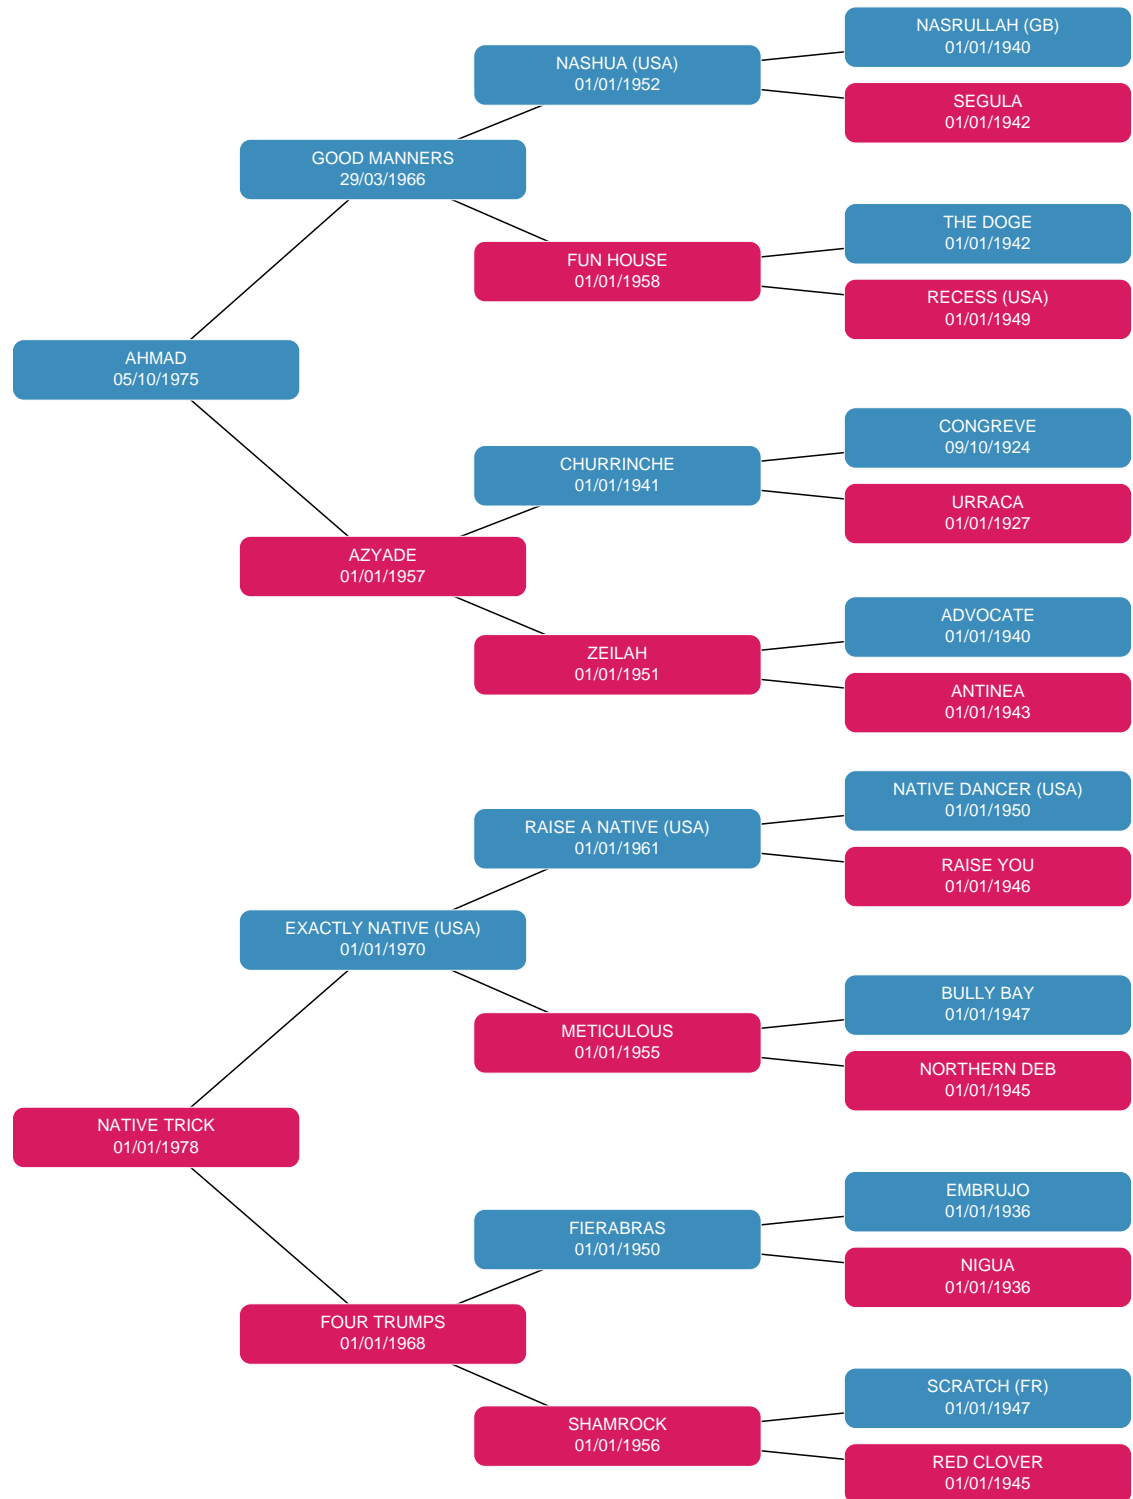 NASRULLAH (GB)
01/01/1940
NASHUA (USA)
01/01/1952
SEGULA
01/01/1942
GOOD MANNERS
29/03/1966
THE DOGE
01/01/1942
FUN HOUSE
01/01/1958
RECESS (USA)
01/01/1949
AHMAD
05/10/1975
CONGREVE
09/10/1924
CHURRINCHE
01/01/1941
URRACA
01/01/1927
AZYADE
01/01/1957
ADVOCATE
01/01/1940
ZEILAH
01/01/1951
ANTINEA
01/01/1943
NATIVE DANCER (USA)
01/01/1950
RAISE A NATIVE (USA)
01/01/1961
RAISE YOU
01/01/1946
EXACTLY NATIVE (USA)
01/01/1970
BULLY BAY
01/01/1947
METICULOUS
01/01/1955
NORTHERN DEB
01/01/1945
NATIVE TRICK
01/01/1978
EMBRUJO
01/01/1936
FIERABRAS
01/01/1950
NIGUA
01/01/1936
FOUR TRUMPS
01/01/1968
SCRATCH (FR)
01/01/1947
SHAMROCK
01/01/1956
RED CLOVER
01/01/1945